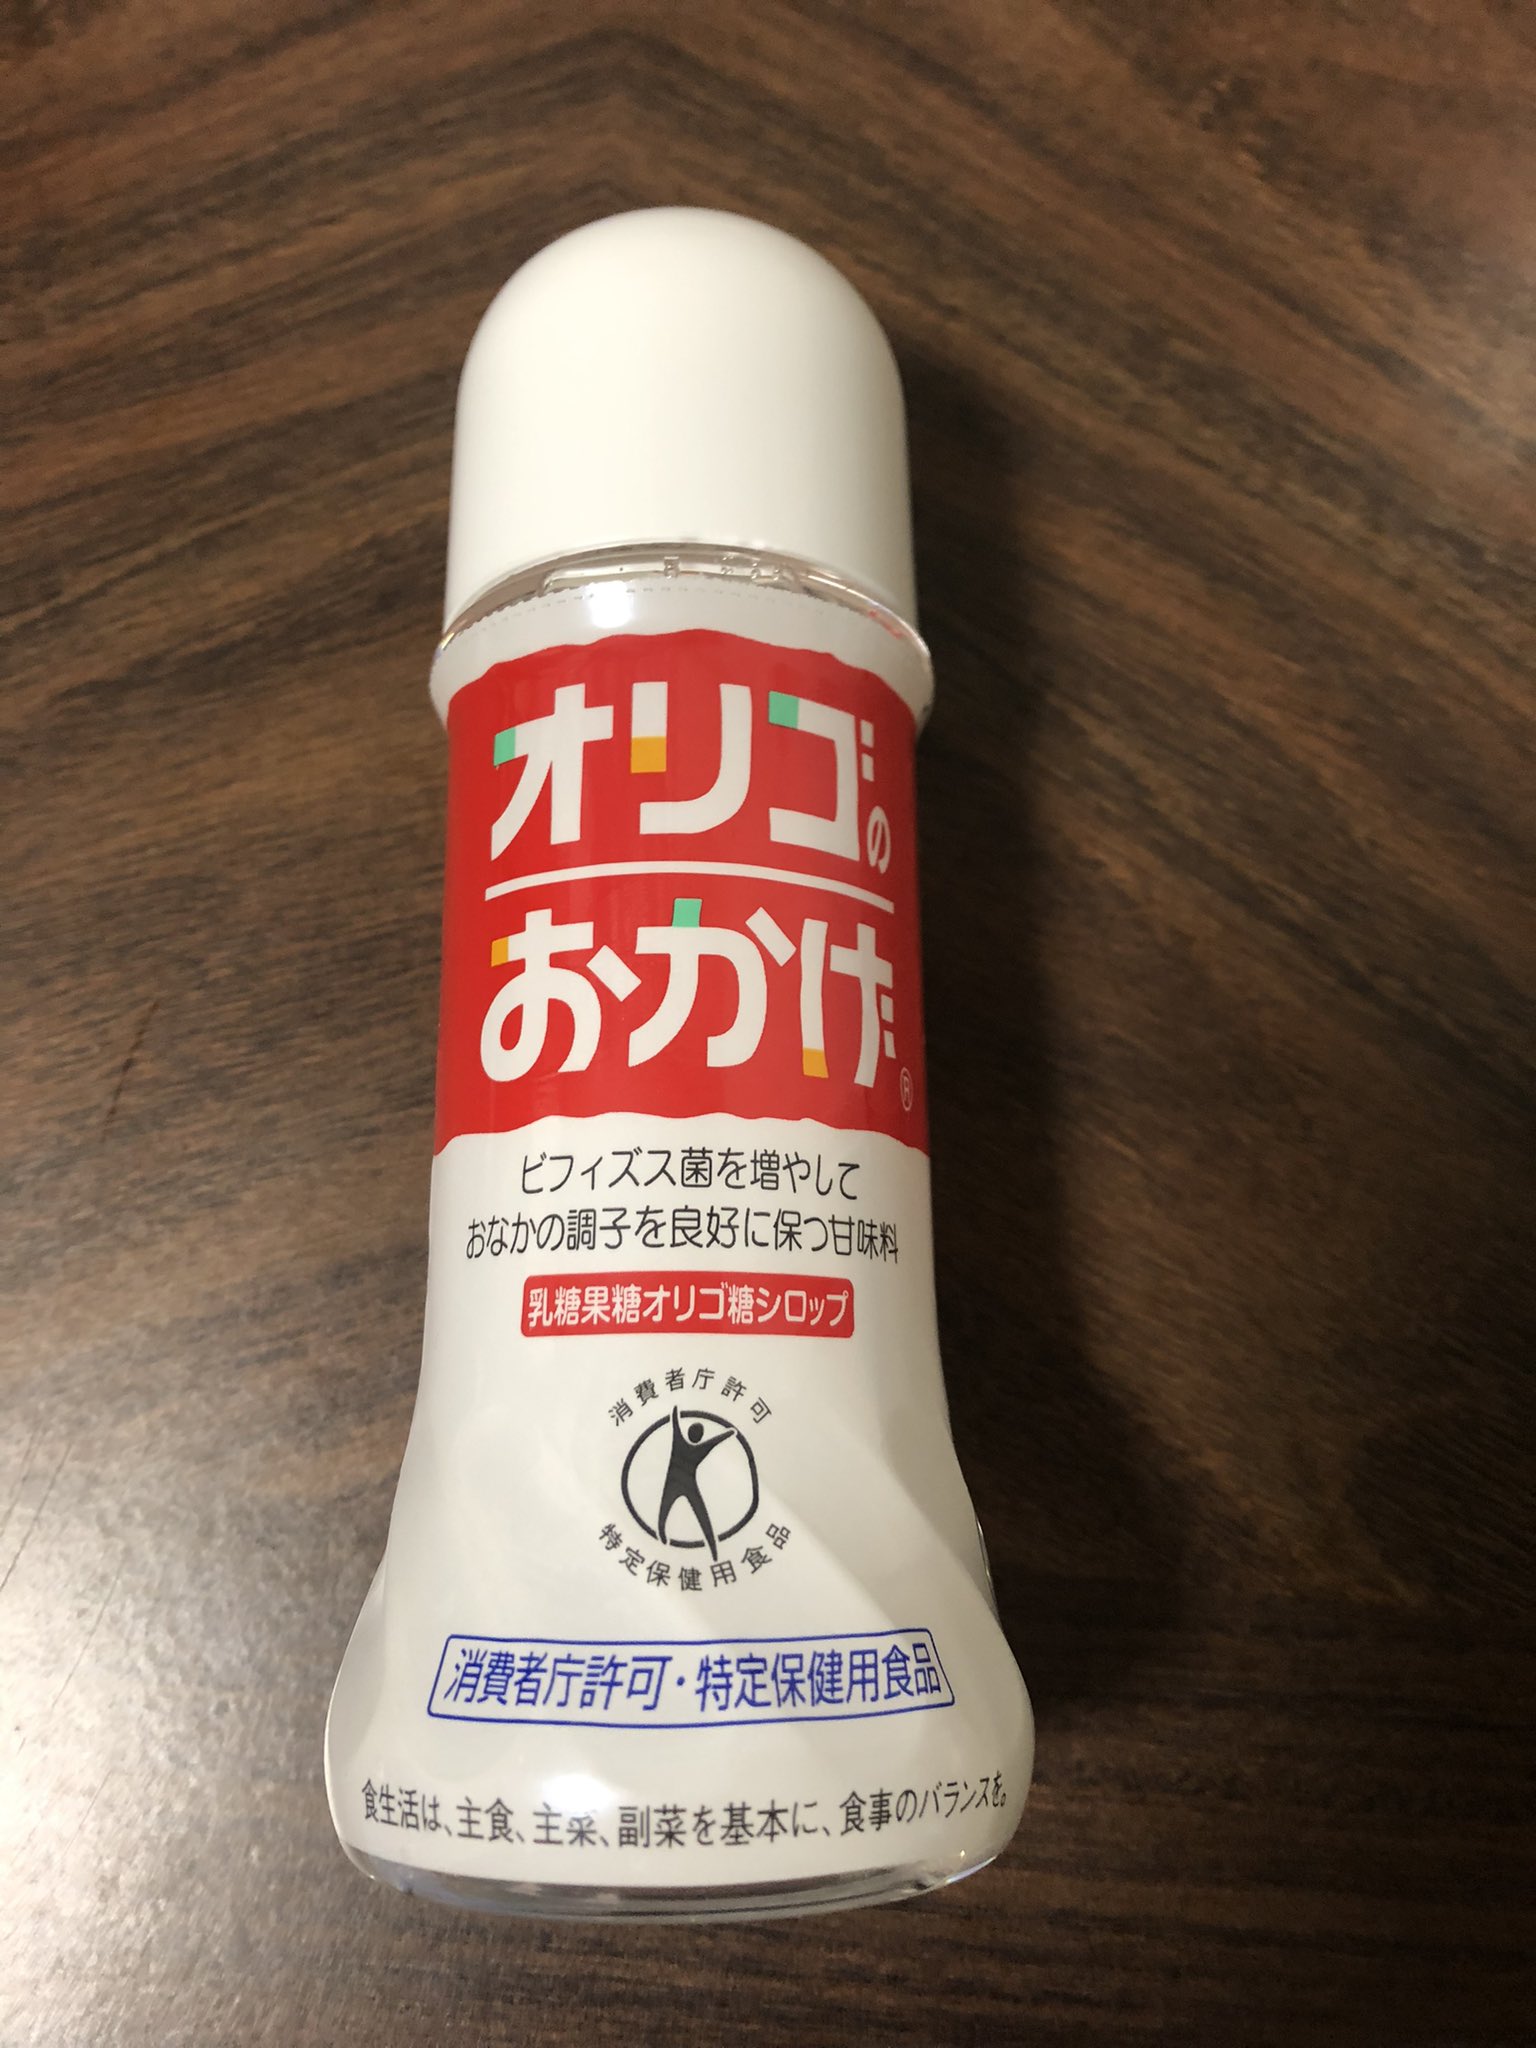 オリゴの
おかげ
®
ビフィズス菌を増やして
おなかの調子を良好に保つ甘味料
乳糖果糖オリゴ糖シロップ
消費者庁許可
特定保健用食品
消費者庁許可・特定保健用食品
食生活は、主食、主菜、副菜を基本に、食事のバランスを。